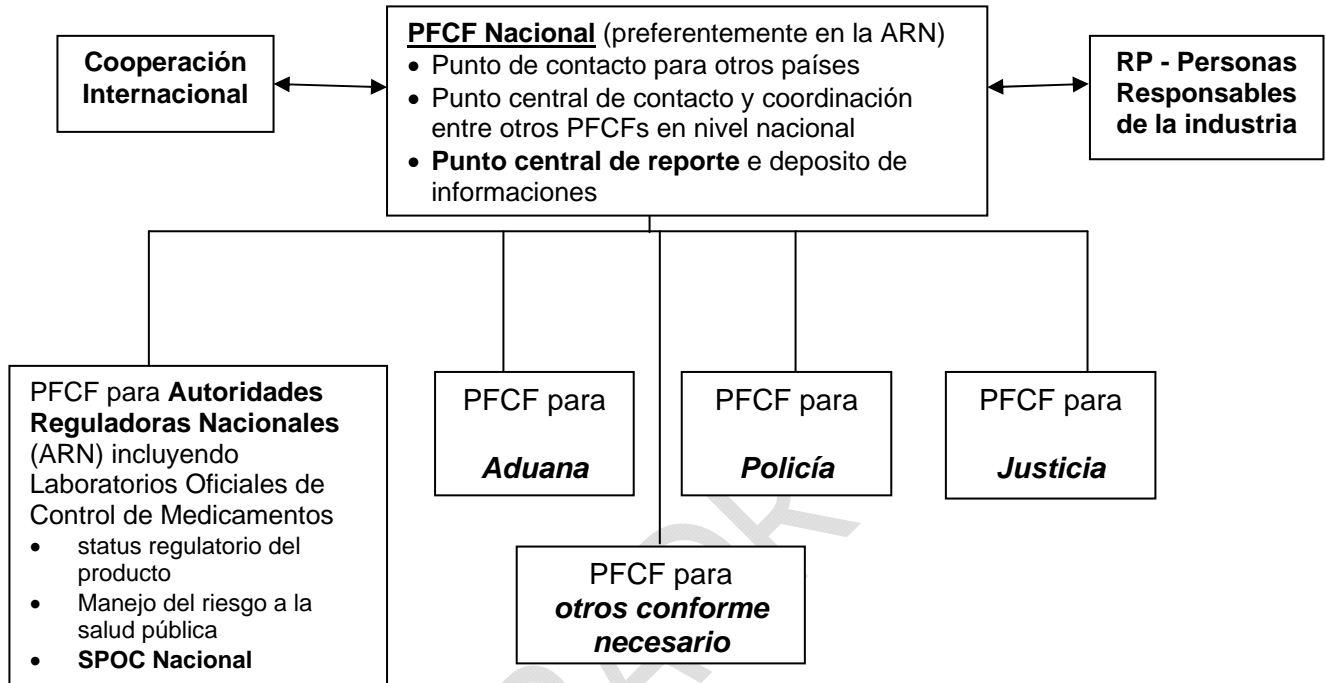 PFCF Nacional (preferentemente en la ARN)
• Punto de contacto para otros países
• Punto central de contacto y coordinación
entre otros PFCFs en nivel nacional
• Punto central de reporte e deposito de
informaciones
Cooperación
Internacional
RP - Personas
Responsables
de la industria
PFCF para Autoridades
Reguladoras Nacionales
(ARN) incluyendo
Laboratorios Oficiales de
Control de Medicamentos
• status regulatorio del
producto
• Manejo del riesgo a la
salud pública
• SPOC Nacional
PFCF para
Aduana
PFCF para
Policía
PFCF para
Justicia
PFCF para
otros conforme
necesario